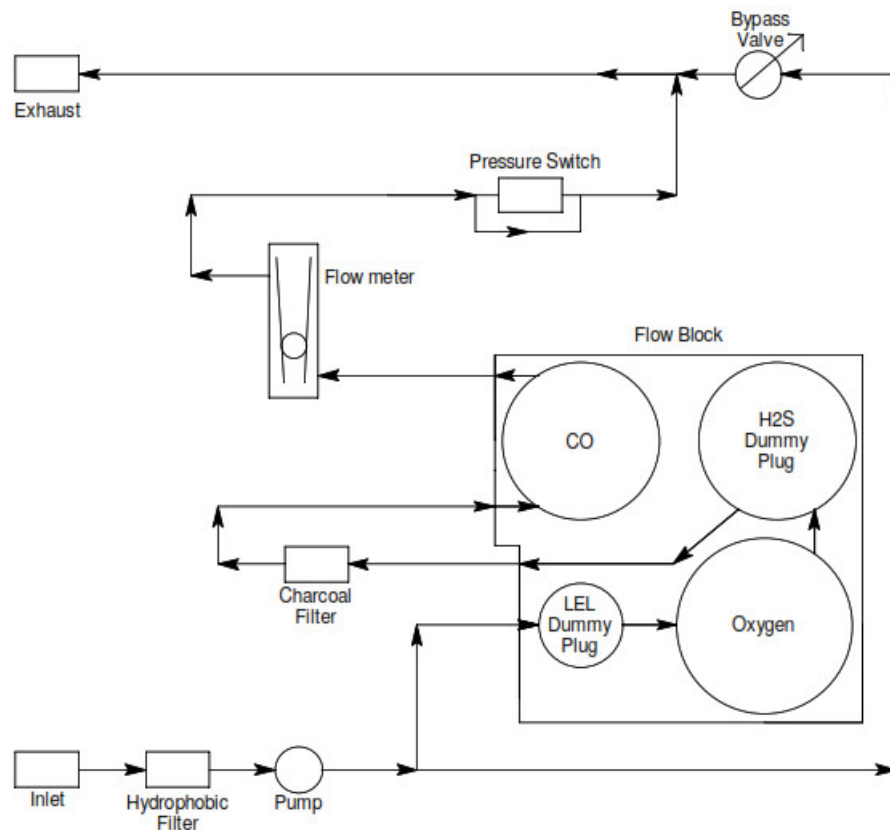 Bypass
Valve
Exhaust
Pressure Switch
Flow meter
Flow Block
CO
H2S
Dummy
Plug
Charcoal
Filter
LEL
Dummy
Plug
Oxygen
Inlet
Hydrophobic
Filter
Pump